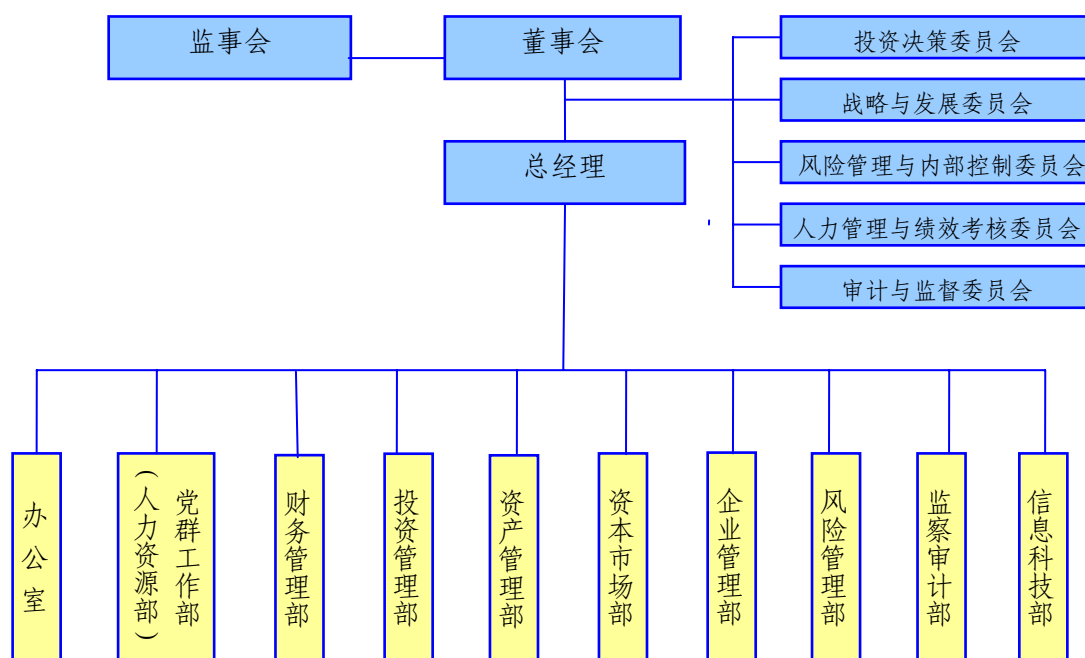 监事会
董事会
投资决策委员会
战略与发展委员会
总经理
风险管理与内部控制委员会
人力管理与绩效考核委员会
审计与监督委员会
办公室
党群工作部
(人力资源部)
财务管理部
投资管理部
资产管理部
资本市场部
企业管理部
风险管理部
监察审计部
信息科技部